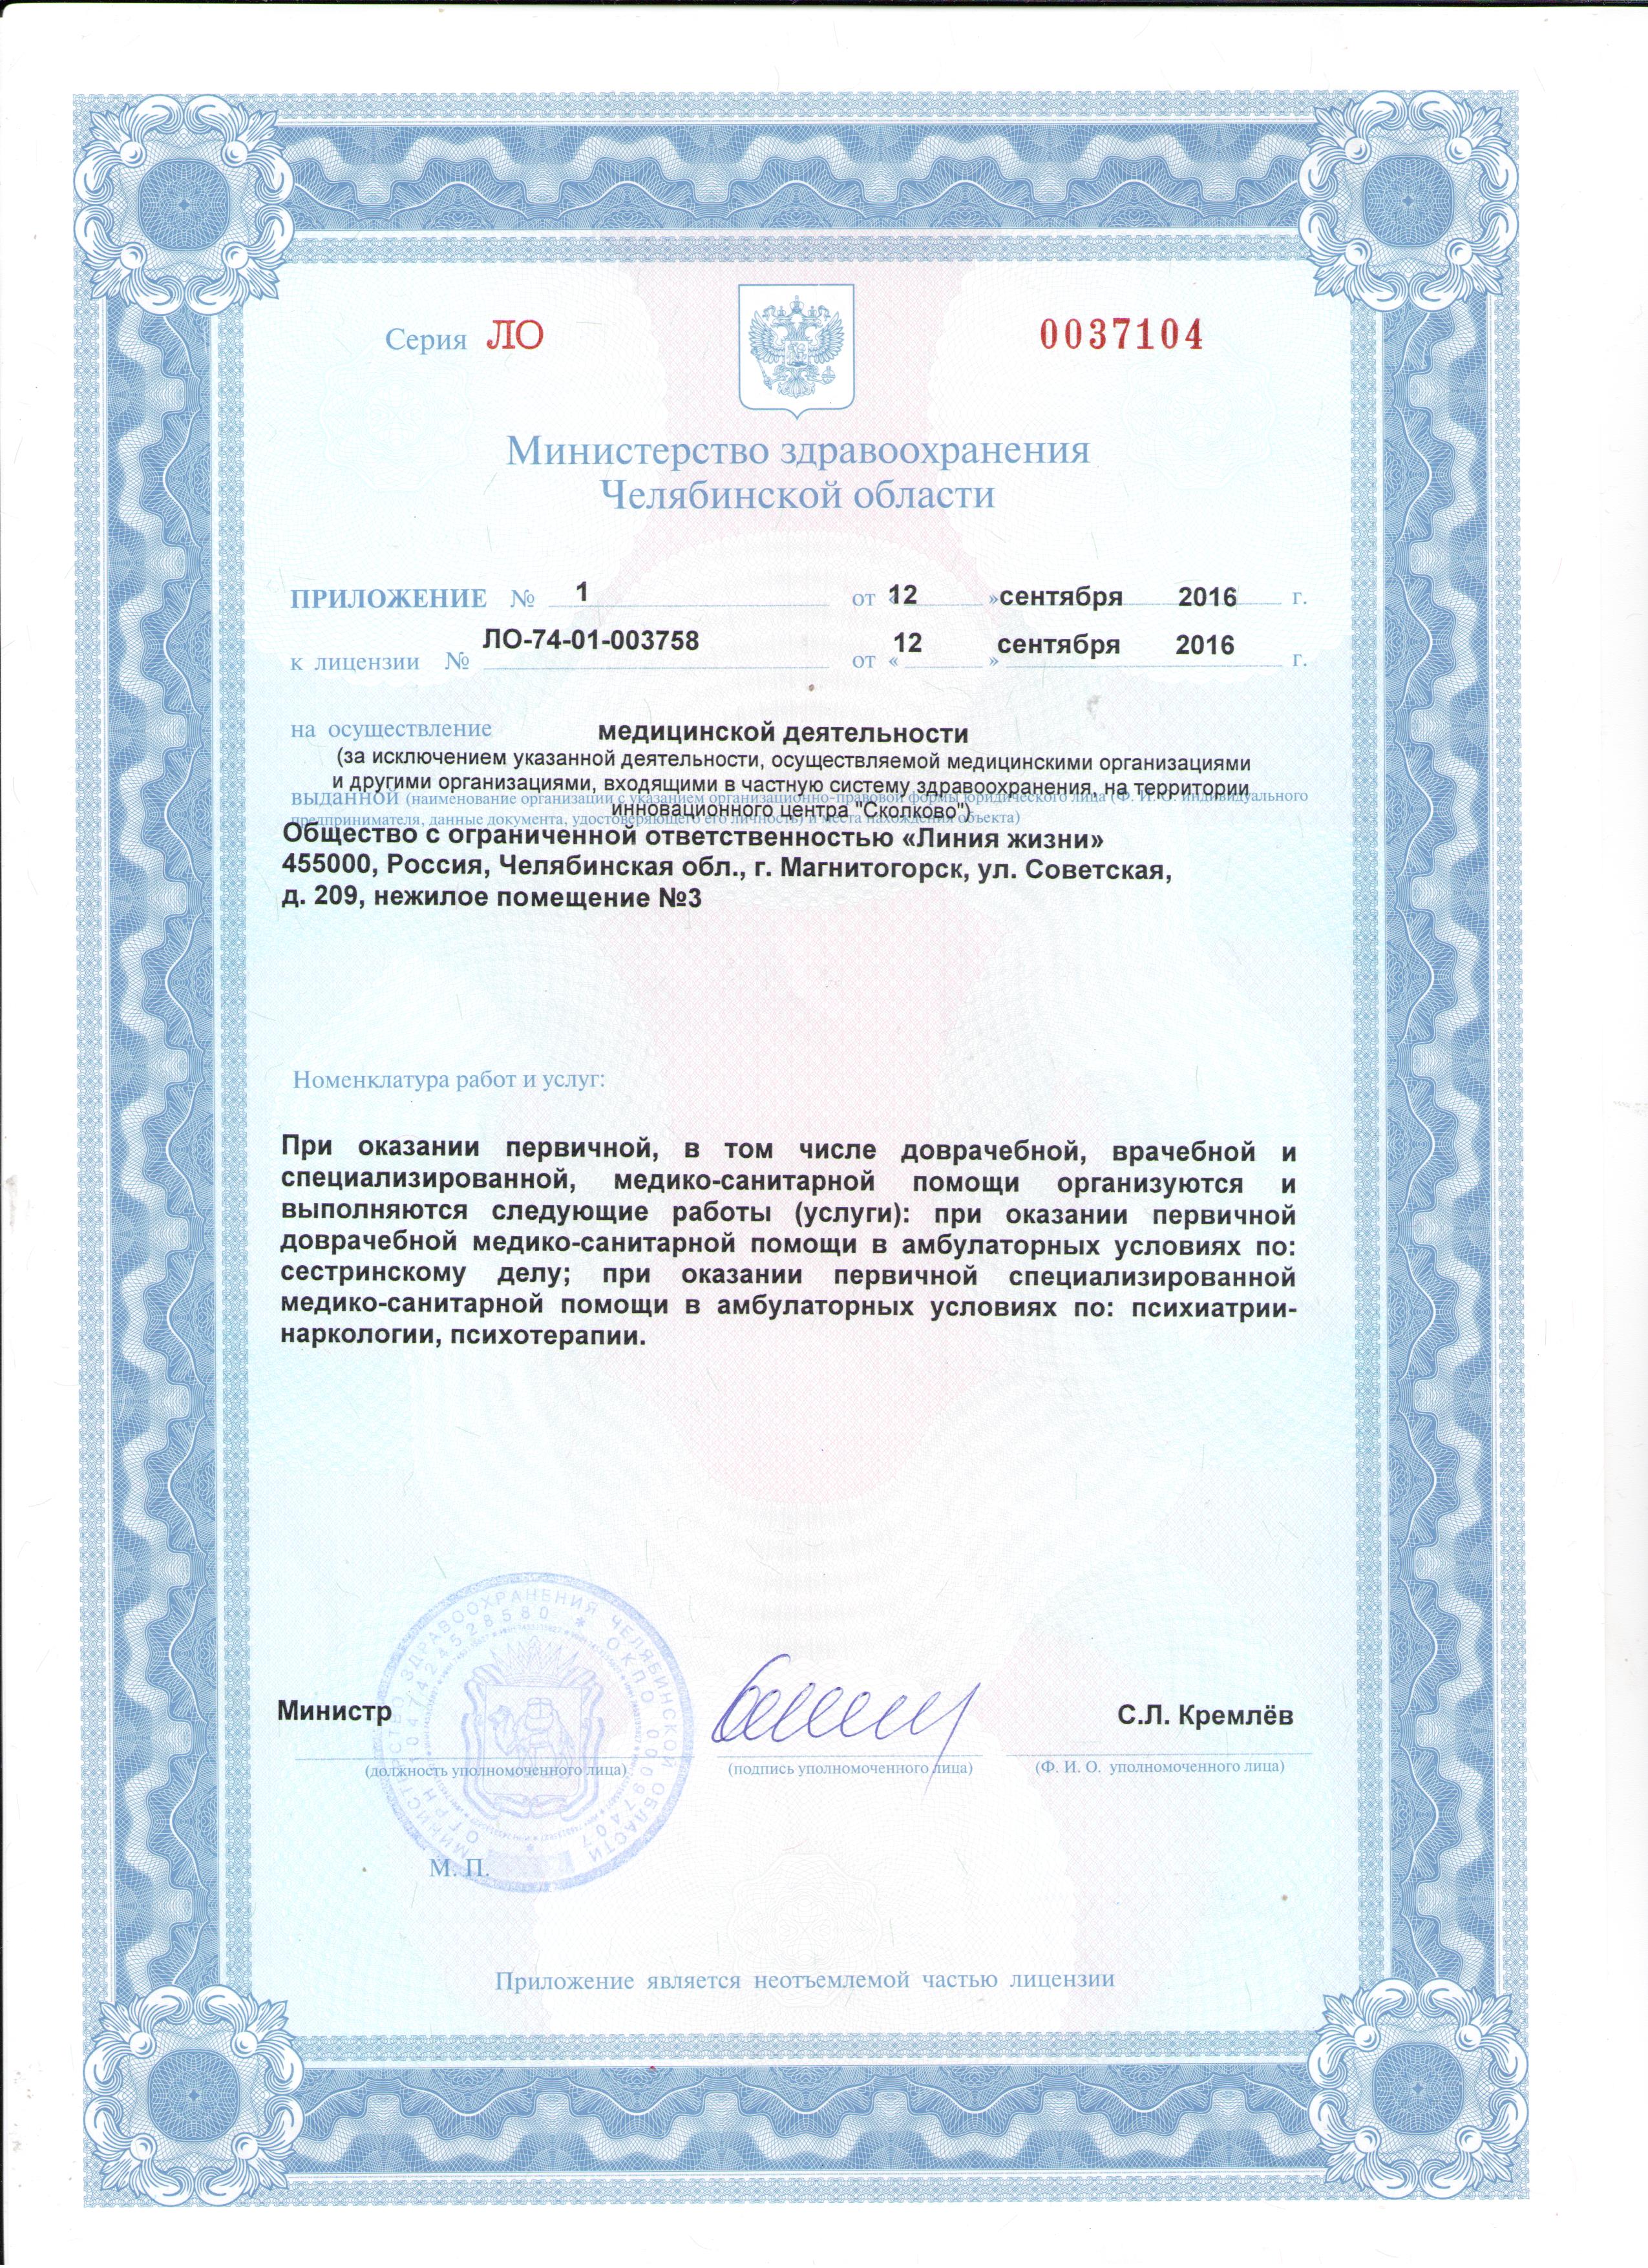 Серия ЛО
0037104
Министерство здравоохранения
Челябинской области
ПРИЛОЖЕНИЕ № 1 от «12» сентября 2016 г.
к лицензии № ЛО-74-01-003758 от «12» сентября 2016 г.
на осуществление медицинской деятельности
(за исключением указанной деятельности, осуществляемой медицинскими организациями
и другими организациями, входящими в частную систему здравоохранения, на территории
инновационного центра "Сколково")
выданной (наименование организации с указанием организационно-правовой формы юридического лица (Ф. И. О. индивидуального
предпринимателя, данные документа, удостоверяющего его личность) и места нахождения объекта)
Общество с ограниченной ответственностью «Линия жизни»
455000, Россия, Челябинская обл., г. Магнитогорск, ул. Советская,
д. 209, нежилое помещение №3
Номенклатура работ и услуг:
При оказании первичной, в том числе доврачебной, врачебной и
специализированной, медико-санитарной помощи организуются и
выполняются следующие работы (услуги): при оказании первичной
доврачебной медико-санитарной помощи в амбулаторных условиях по:
сестринскому делу; при оказании первичной специализированной
медико-санитарной помощи в амбулаторных условиях по: психиатрии-
наркологии, психотерапии.
МИНИСТЕРСТВО ЗДРАВООХРАНЕНИЯ ЧЕЛЯБИНСКОЙ ОБЛАСТИ
ОГРН 1047424528580 * ОКПО 00097407
Министр
С.Л. Кремлёв
(должность уполномоченного лица)
(подпись уполномоченного лица)
(Ф. И. О. уполномоченного лица)
М. П.
Приложение является неотъемлемой частью лицензии